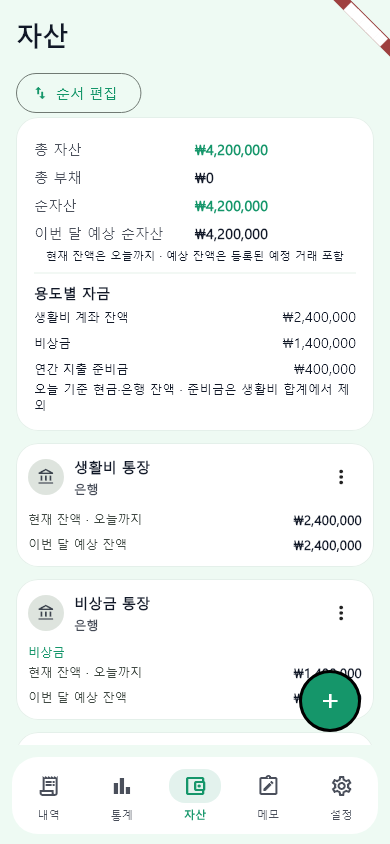 자산
순서 편집
총 자산 ₩4,200,000
총 부채 ₩0
순자산 ₩4,200,000
이번 달 예상 순자산 ₩4,200,000
현재 잔액은 오늘까지 · 예상 잔액은 등록된 예정 거래 포함
용도별 자금
생활비 계좌 잔액 ₩2,400,000
비상금 ₩1,400,000
연간 지출 준비금 ₩400,000
오늘 기준 현금·은행 잔액 · 준비금은 생활비 합계에서 제
외
생활비 통장
은행
현재 잔액 · 오늘까지 ₩2,400,000
이번 달 예상 잔액 ₩2,400,000
비상금 통장
은행
비상금
현재 잔액 · 오늘까지
이번 달 예상 잔액
내역 통계 자산 메모 설정